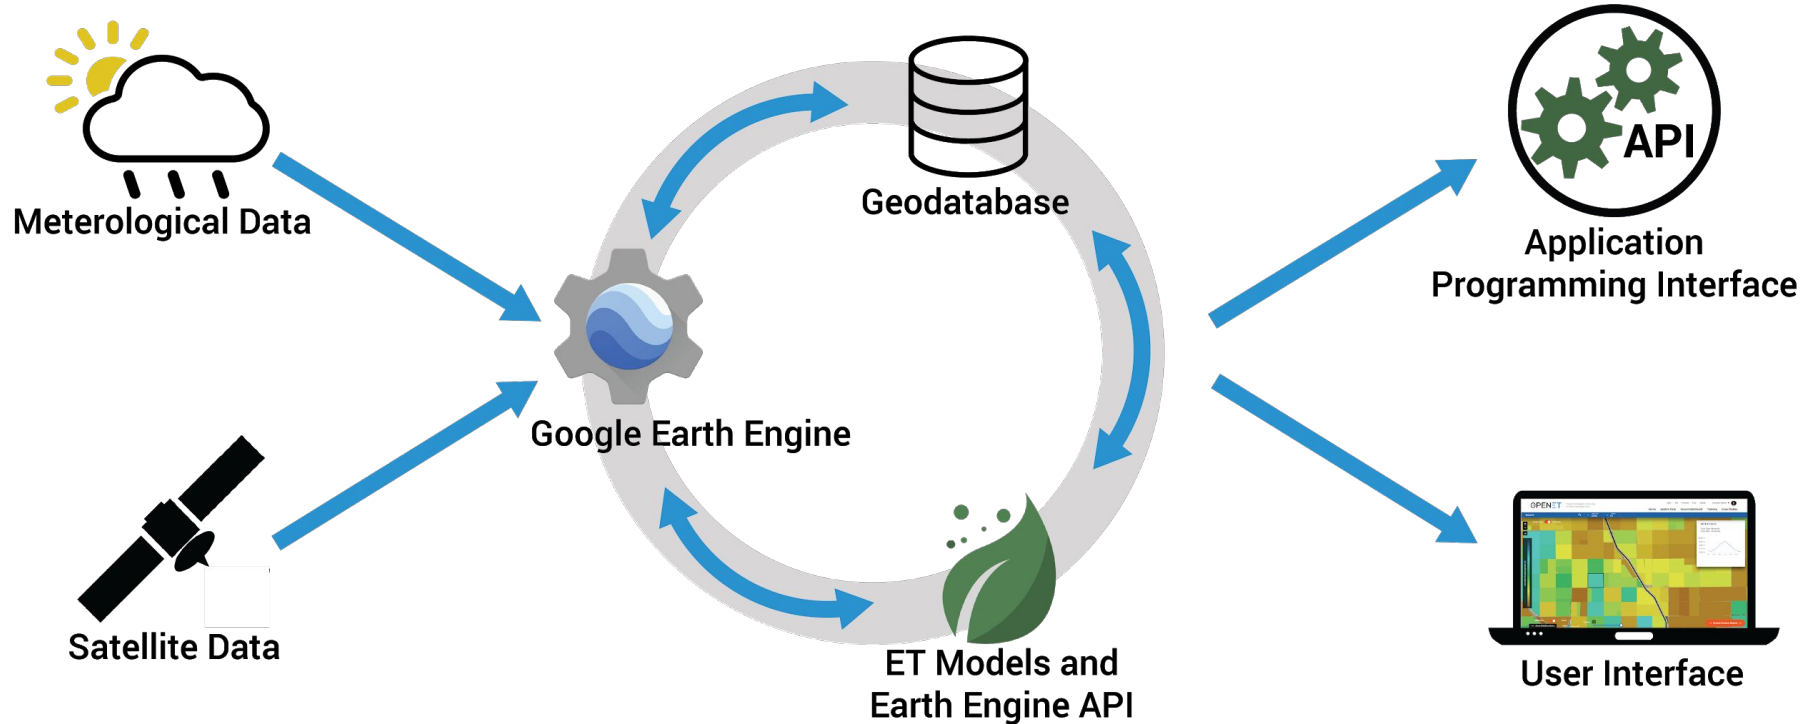 Meterological Data
Satellite Data
Geodatabase
Google Earth Engine
ET Models and
Earth Engine API
API
Application
Programming Interface
OPENET
User Interface